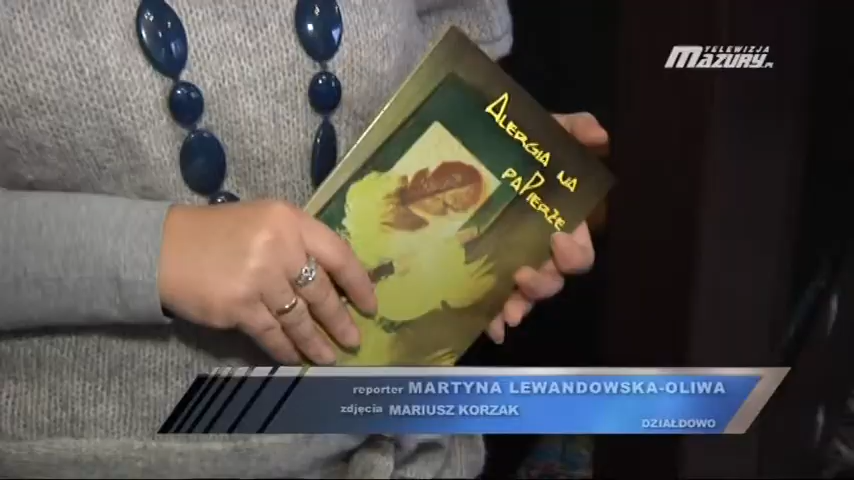 TELEWIZJA
MAZURY.PL
ALERGIA NA
PAPIERZE
reporter MARTYNA LEWANDOWSKA-OLIWA
zdjęcia MARIUSZ KORZAK
DZIAŁDOWO